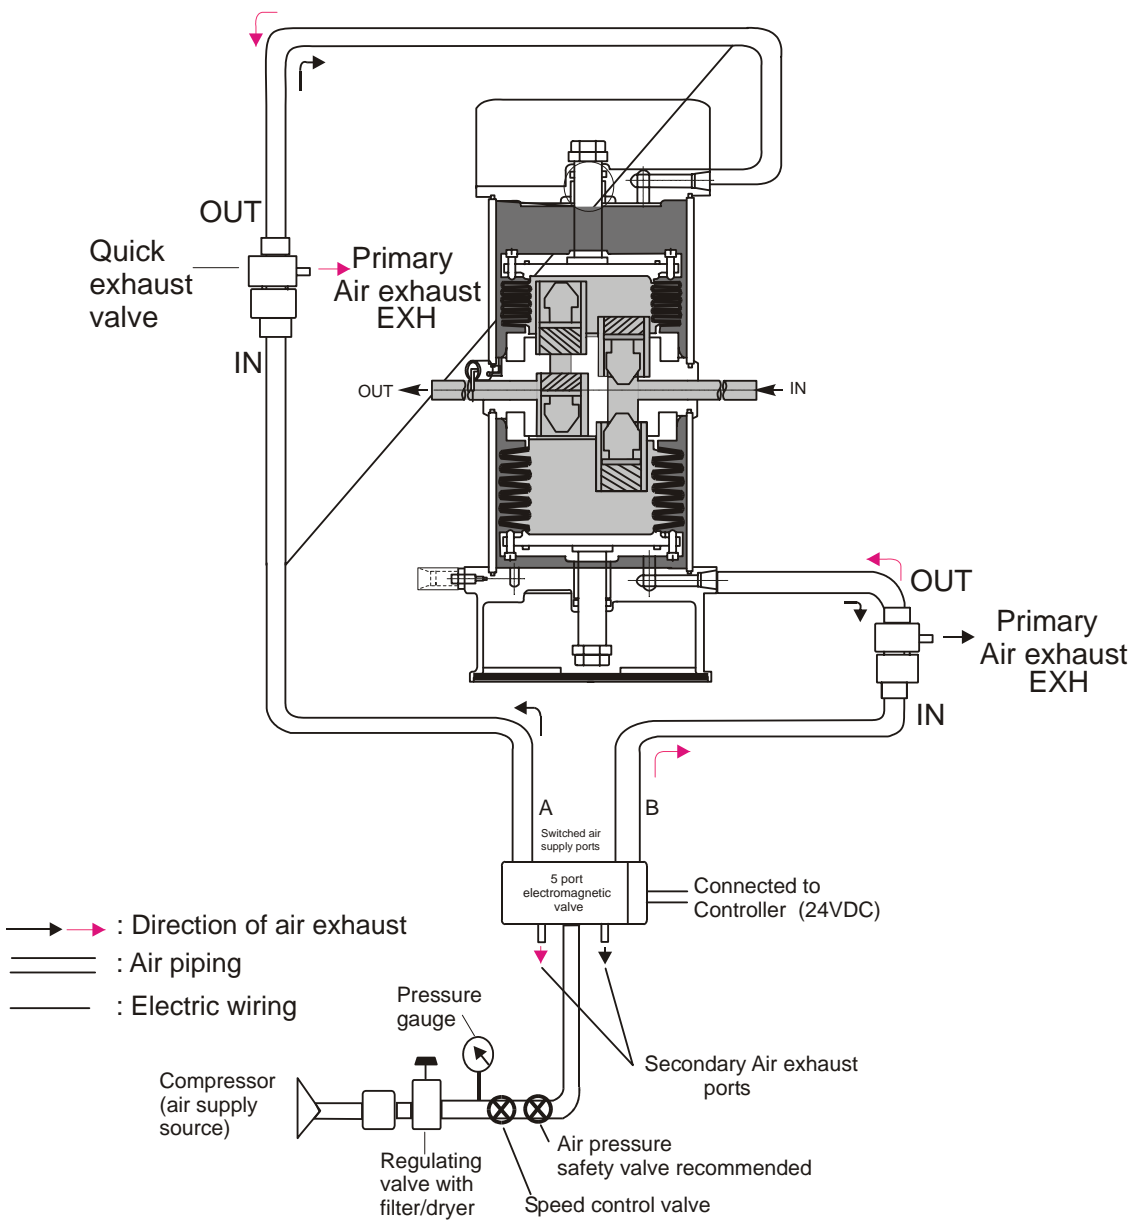 OUT
Quick
exhaust
valve
Primary
Air exhaust
EXH
IN
OUT
IN
OUT
Primary
Air exhaust
EXH
IN
A
B
Switched air
supply ports
5 port
electromagnetic
valve
Connected to
Controller (24VDC)
: Direction of air exhaust
: Air piping
: Electric wiring
Pressure
gauge
Secondary Air exhaust
ports
Compressor
(air supply
source)
Air pressure
safety valve recommended
Regulating
valve with
filter/dryer
Speed control valve